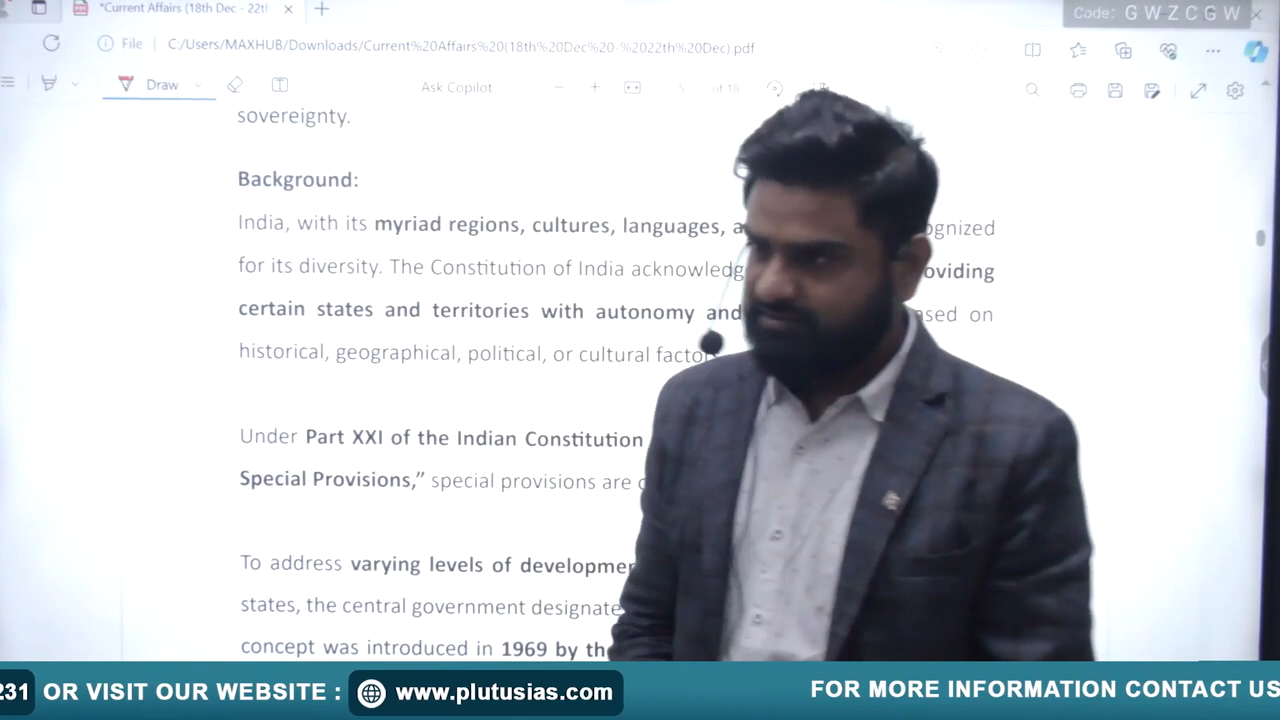 *Current Affairs (18th Dec - 22t
Code: G W Z C G W
File C:/Users/MAXHUB/Downloads/Current%20Affairs%20(18th%20Dec%20-%2022th%20Dec).pdf
Draw Ask Copilot 5 of 18
sovereignty.
Background:
India, with its myriad regions, cultures, languages, a ognized
for its diversity. The Constitution of India acknowledg oviding
certain states and territories with autonomy and ased on
historical, geographical, political, or cultural facto
Under Part XXI of the Indian Constitution
Special Provisions,” special provisions are
To address varying levels of developme
states, the central government designate
concept was introduced in 1969 by th
231 OR VISIT OUR WEBSITE : www.plutusias.com FOR MORE INFORMATION CONTACT US